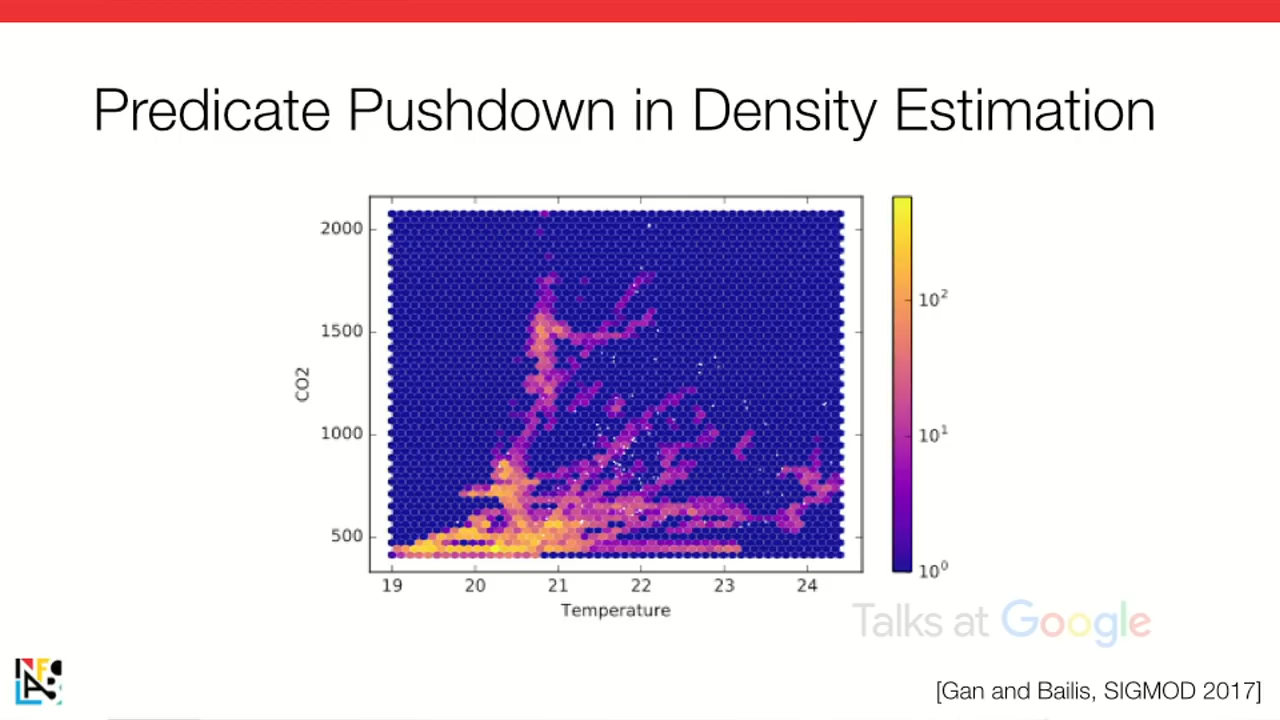 Predicate Pushdown in Density Estimation
2000
1500
1000
500
CO2
19 20 21 22 23 24
Temperature
10²
10¹
10⁰
Talks at Google
[Gan and Bailis, SIGMOD 2017]